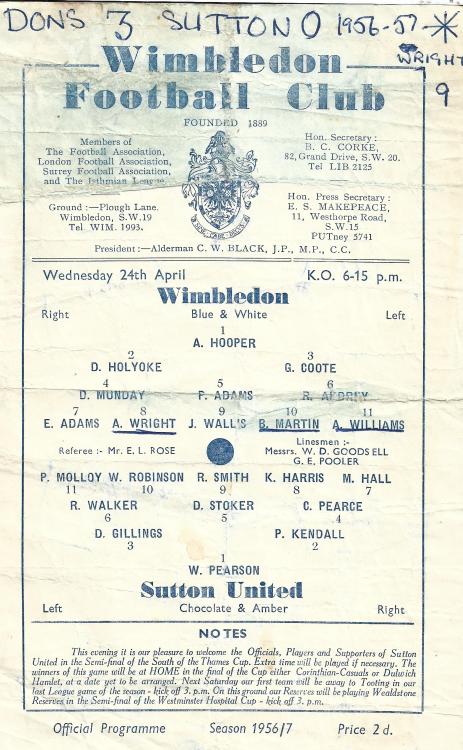 DONS 3 SUTTON 0 1956-57 *
WRIGHT
9
Wimbledon
Football Club
FOUNDED 1889
Members of
The Football Association,
London Football Association,
Surrey Football Association,
and The Isthmian League.
Ground :—Plough Lane.
Wimbledon, S.W.19
Tel. WIM. 1993.
Hon. Secretary :
B. C. CORKE,
82, Grand Drive, S.W. 20.
Tel LIB 2125
Hon. Press Secretary :
E. S. MAKEPEACE,
11, Westhorpe Road,
S.W.15
PUTney 5741
President :—Alderman C. W. BLACK, J.P., M.P., C.C.
Wednesday 24th April K.O. 6-15 p.m.
Wimbledon
Right Blue & White Left
1
A. HOOPER
2 3
D. HOLYOKE G. COOTE
4 5 6
D. MUNDAY F. ADAMS R. ARDREY
7 8 9 10 11
E. ADAMS A. WRIGHT J. WALL'S B. MARTIN A. WILLIAMS
Referee :- Mr. E. L. ROSE
Linesmen :-
Messrs. W. D. GOODSELL
G. E. POOLER
P. MOLLOY W. ROBINSON R. SMITH K. HARRIS M. HALL
11 10 9 8 7
R. WALKER D. STOKER C. PEARCE
6 5 4
D. GILLINGS P. KENDALL
3 2
1
W. PEARSON
Sutton United
Left Chocolate & Amber Right
NOTES
This evening it is our pleasure to welcome the Officials, Players and Supporters of Sutton
United in the Semi-final of the South of the Thames Cup. Extra time will be played if necessary. The
winners of this game will be at HOME in the final of the Cup either Corinthian-Casuals or Dulwich
Hamlet, at a date yet to be arranged. Next Saturday our first team will be away to Tooting in our
last League game of the season - kick off 3. p.m. On this ground our Reserves will be playing Wealdstone
Reserves in the Semi-final of the Westminster Hospital Cup - kick off 3. p.m.
Official Programme Season 1956/7 Price 2 d.